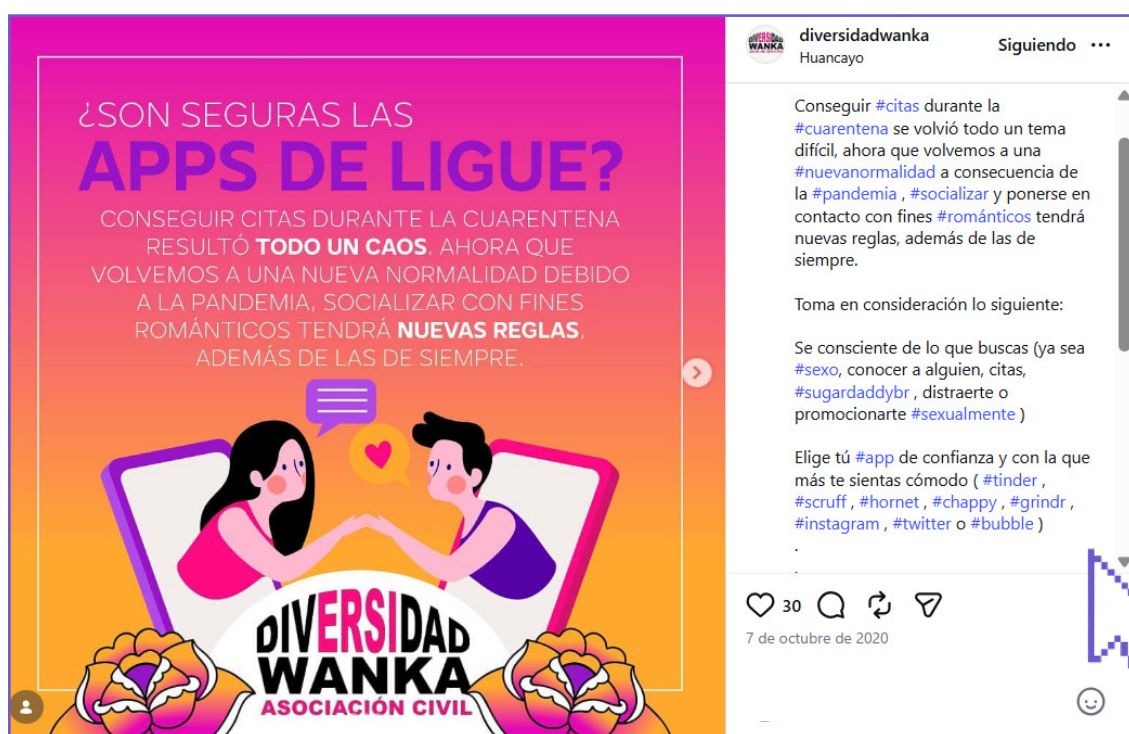 ¿SON SEGURAS LAS
APPS DE LIGUE?
CONSEGUIR CITAS DURANTE LA CUARENTENA
RESULTÓ TODO UN CAOS. AHORA QUE
VOLVEMOS A UNA NUEVA NORMALIDAD DEBIDO
A LA PANDEMIA, SOCIALIZAR CON FINES
ROMÁNTICOS TENDRÁ NUEVAS REGLAS,
ADEMÁS DE LAS DE SIEMPRE.
DIVERSIDAD
WANKA
ASOCIACIÓN CIVIL
DIVERSIDAD
WANKA
diversidadwanka
Huancayo
Siguiendo
Conseguir #citas durante la
#cuarentena se volvió todo un tema
difícil, ahora que volvemos a una
#nuevanormalidad a consecuencia de
la #pandemia , #socializar y ponerse en
contacto con fines #románticos tendrá
nuevas reglas, además de las de
siempre.
Toma en consideración lo siguiente:
Se consciente de lo que buscas (ya sea
#sexo, conocer a alguien, citas,
#sugardaddybr , distraerte o
promocionarte #sexualmente )
Elige tú #app de confianza y con la que
más te sientas cómodo ( #tinder ,
#scruff , #hornet , #chappy , #grindr ,
#instagram , #twitter o #bubble )
.
.
30
7 de octubre de 2020